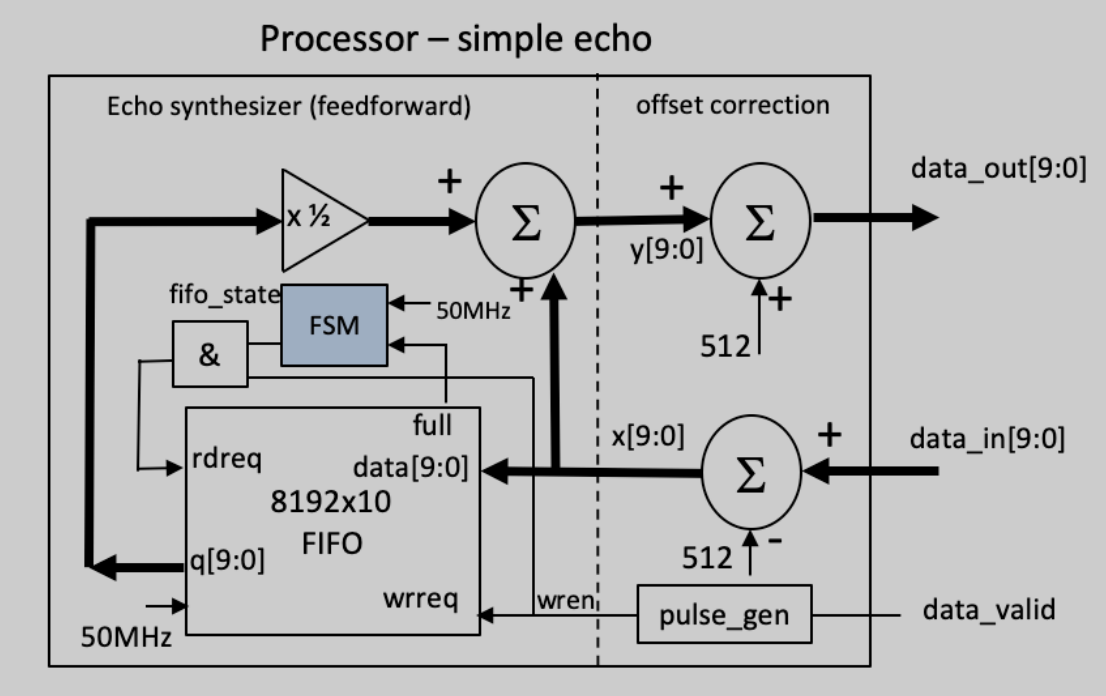 Processor – simple echo
Echo synthesizer (feedforward)
offset correction
data_out[9:0]
x ½
+
Σ
+
Σ
y[9:0]
+
+
512
fifo_state
FSM
50MHz
&
full
x[9:0]
+
data_in[9:0]
rdreq
data[9:0]
Σ
8192x10
FIFO
512
-
q[9:0]
wrreq
wren
pulse_gen
data_valid
50MHz